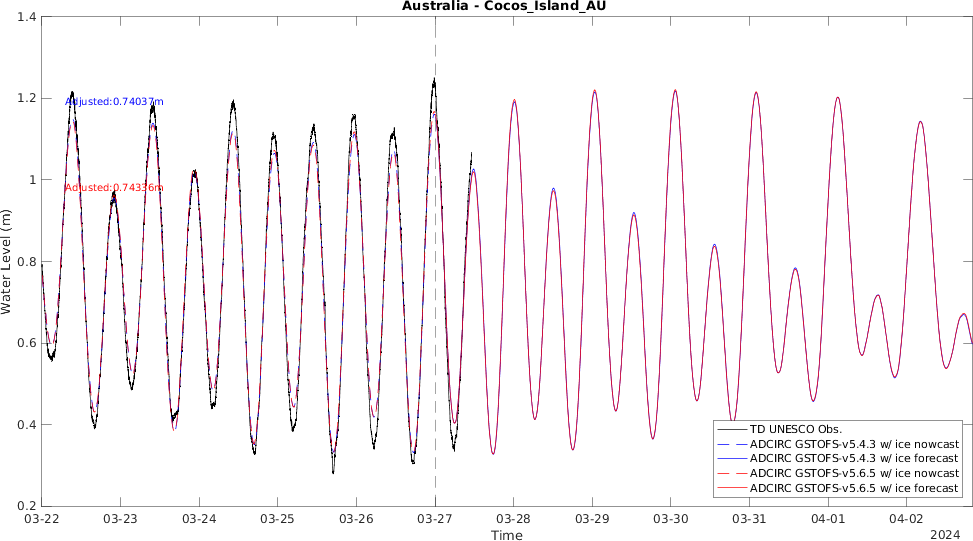 Australia - Cocos_Island_AU
1.4
1.2
1
0.8
0.6
0.4
0.2
Water Level (m)
Adjusted:0.74037m
Adjusted:0.74336m
TD UNESCO Obs.
ADCIRC GSTOFS-v5.4.3 w/ ice nowcast
ADCIRC GSTOFS-v5.4.3 w/ ice forecast
ADCIRC GSTOFS-v5.6.5 w/ ice nowcast
ADCIRC GSTOFS-v5.6.5 w/ ice forecast
03-22 03-23 03-24 03-25 03-26 03-27 03-28 03-29 03-30 03-31 04-01 04-02
Time
2024